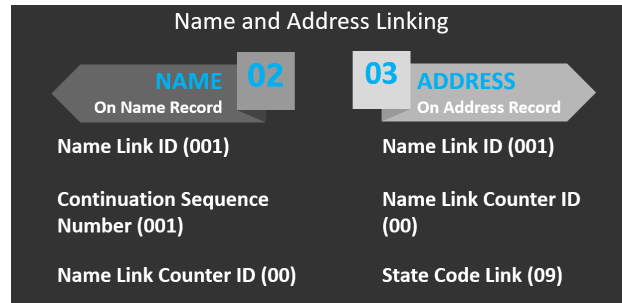 Name and Address Linking
NAME 02
On Name Record
Name Link ID (001)
Continuation Sequence
Number (001)
Name Link Counter ID (00)
03 ADDRESS
On Address Record
Name Link ID (001)
Name Link Counter ID
(00)
State Code Link (09)